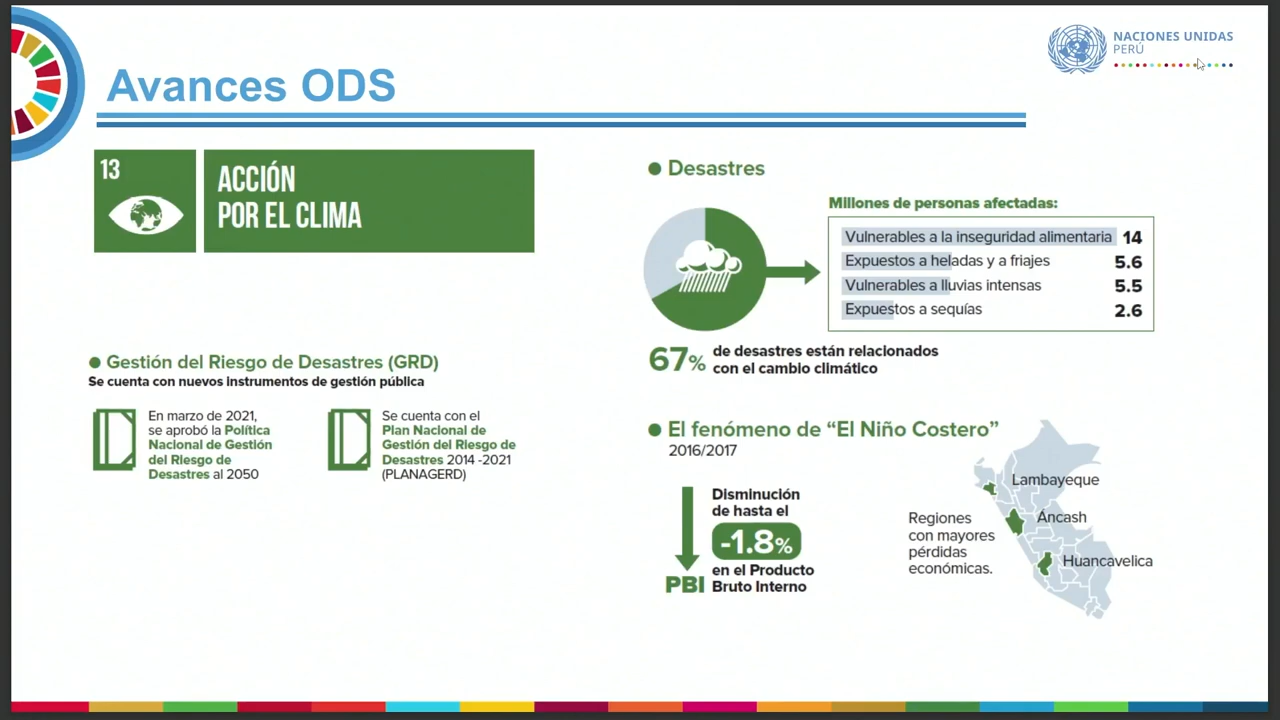 NACIONES UNIDAS
PERÚ
Avances ODS
13
ACCIÓN
POR EL CLIMA
● Gestión del Riesgo de Desastres (GRD)
Se cuenta con nuevos instrumentos de gestión pública
En marzo de 2021,
se aprobó la Política
Nacional de Gestión
del Riesgo de
Desastres al 2050
Se cuenta con el
Plan Nacional de
Gestión del Riesgo de
Desastres 2014 -2021
(PLANAGERD)
● Desastres
Millones de personas afectadas:
Vulnerables a la inseguridad alimentaria 14
Expuestos a heladas y a friajes 5.6
Vulnerables a lluvias intensas 5.5
Expuestos a sequías 2.6
67% de desastres están relacionados
con el cambio climático
● El fenómeno de “El Niño Costero”
2016/2017
Disminución
de hasta el
-1.8%
en el Producto
PBI Bruto Interno
Regiones
con mayores
pérdidas
económicas.
Lambayeque
Ancash
Huancavelica